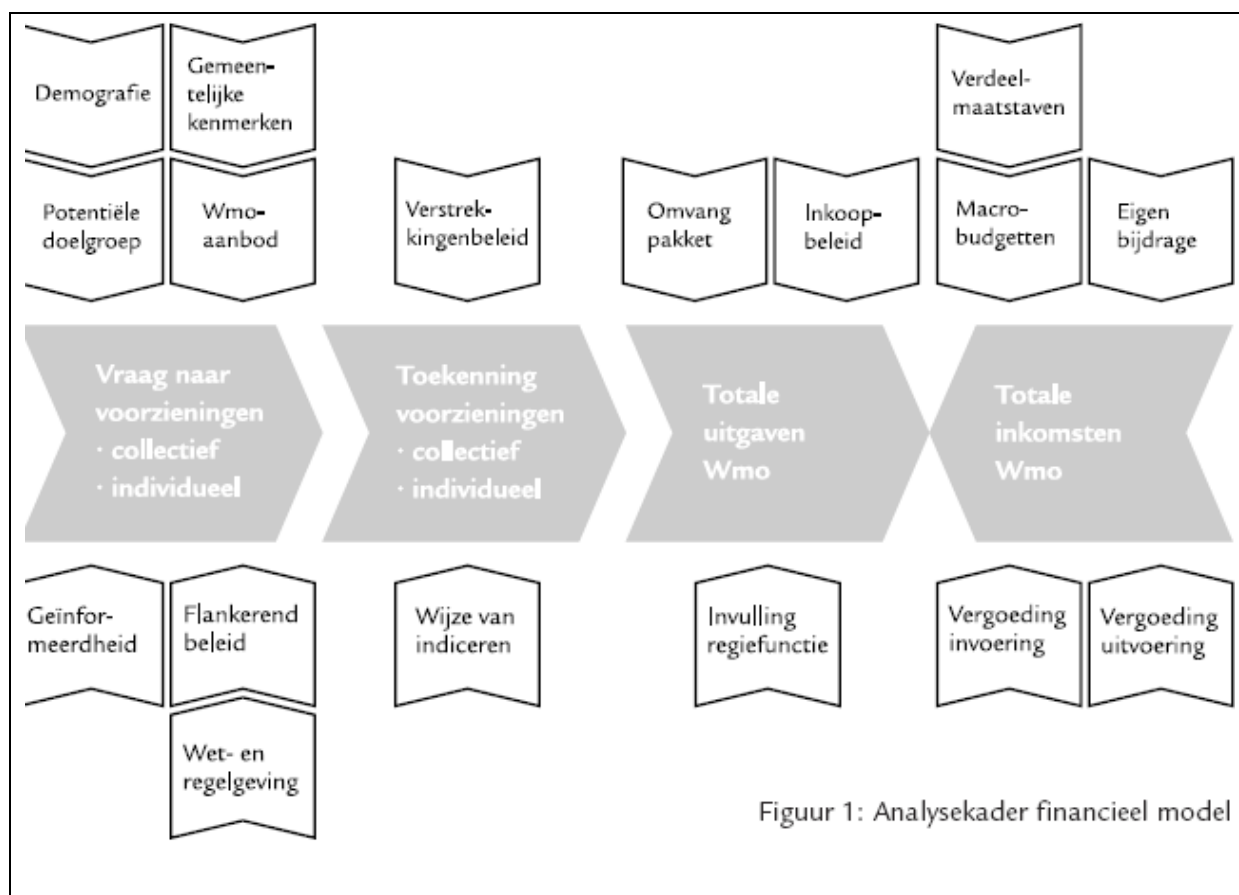 Demografie
Gemeen-
telijke
kenmerken
Verdeel-
maatstaven
Potentiële
doelgroep
Wmo-
aanbod
Verstrek-
kingenbeleid
Omvang
pakket
Inkoop-
beleid
Macro-
budgetten
Eigen
bijdrage
Vraag naar
voorzieningen
· collectief
· individueel
Toekenning
voorzieningen
· collectief
· individueel
Totale
uitgaven
Wmo
Totale
inkomsten
Wmo
Geïnfor-
meerdheid
Flankerend
beleid
Wijze van
indiceren
Invulling
regiefunctie
Vergoeding
invoering
Vergoeding
uitvoering
Wet- en
regelgeving
Figuur 1: Analysekader financieel model